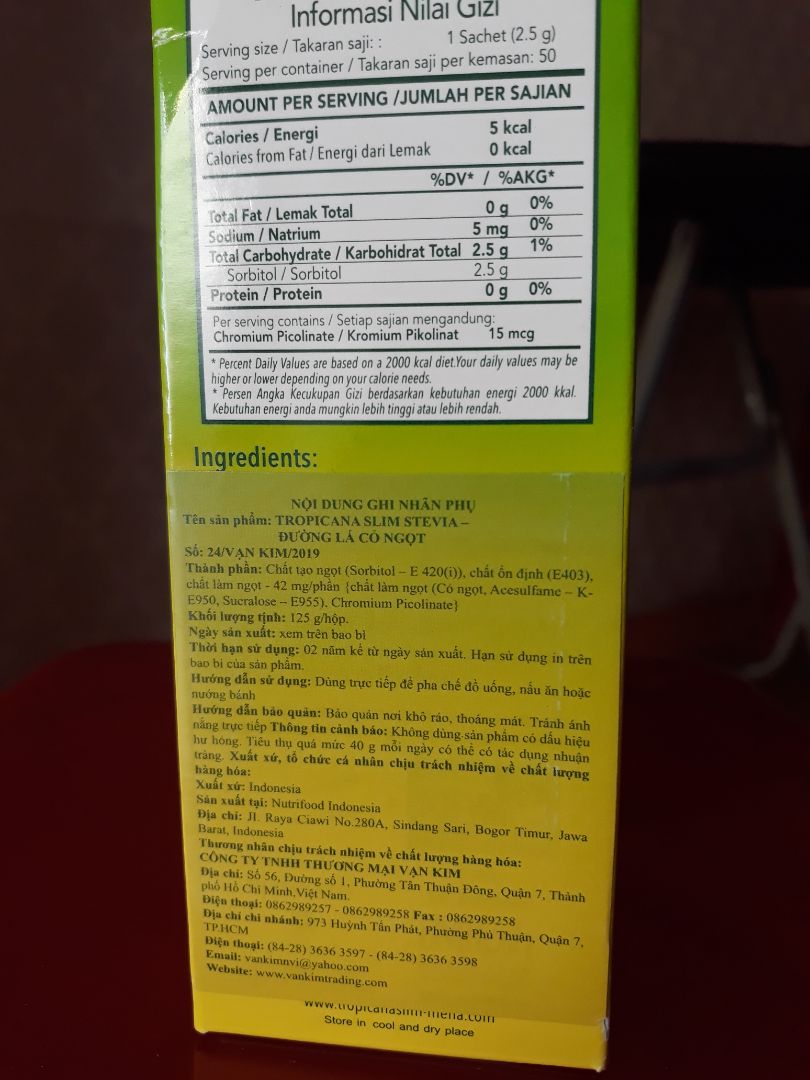 Informasi Nilai Gizi
Serving size / Takaran saji: : 1 Sachet (2.5 g)
Serving per container / Takaran saji per kemasan: 50
AMOUNT PER SERVING /JUMLAH PER SAJIAN
Calories / Energi 5 kcal
Calories from Fat / Energi dari Lemak 0 kcal
%DV* / %AKG*
Total Fat / Lemak Total 0 g 0%
Sodium / Natrium 5 mg 0%
Total Carbohydrate / Karbohidrat Total 2.5 g 1%
Sorbitol / Sorbitol 2.5 g
Protein / Protein 0 g 0%
Per serving contains / Setiap sajian mengandung:
Chromium Picolinate / Kromium Pikolinat 15 mcg
* Percent Daily Values are based on a 2000 kcal diet.Your daily values may be
higher or lower depending on your calorie needs.
* Persen Angka Kecukupan Gizi berdasarkan kebutuhan energi 2000 kkal.
Kebutuhan energi anda mungkin lebih tinggi atau lebih rendah.
Ingredients:
NỘI DUNG GHI NHÃN PHỤ
Tên sản phẩm: TROPICANA SLIM STEVIA –
ĐƯỜNG LÁ CỎ NGỌT
Số: 24/VẠN KIM/2019
Thành phần: Chất tạo ngọt (Sorbitol – E 420(i)), chất ổn định (E403),
chất làm ngọt - 42 mg/phần {chất làm ngọt (Cỏ ngọt, Acesulfame – K-
E950, Sucralose – E955), Chromium Picolinate}
Khối lượng tịnh: 125 g/hộp.
Ngày sản xuất: xem trên bao bì
Thời hạn sử dụng: 02 năm kể từ ngày sản xuất. Hạn sử dụng in trên
bao bì của sản phẩm.
Hướng dẫn sử dụng: Dùng trực tiếp để pha chế đồ uống, nấu ăn hoặc
nướng bánh
Hướng dẫn bảo quản: Bảo quản nơi khô ráo, thoáng mát. Tránh ánh
nắng trực tiếp Thông tin cảnh báo: Không dùng sản phẩm có dấu hiệu
hư hỏng. Tiêu thụ quá mức 40 g mỗi ngày có thể có tác dụng nhuận
tràng. Xuất xứ, tổ chức cá nhân chịu trách nhiệm về chất lượng
hàng hóa:
Xuất xứ: Indonesia
Sản xuất tại: Nutrifood Indonesia
Địa chỉ: Jl. Raya Ciawi No.280A, Sindang Sari, Bogor Timur, Jawa
Barat, Indonesia
Thương nhân chịu trách nhiệm về chất lượng hàng hóa:
CÔNG TY TNHH THƯƠNG MẠI VẠN KIM
Địa chỉ: Số 56, Đường số 1, Phường Tân Thuận Đông, Quận 7, Thành
phố Hồ Chí Minh,Việt Nam.
Điện thoại: 0862989257 - 0862989258 Fax : 0862989258
Địa chỉ chi nhánh: 973 Huỳnh Tấn Phát, Phường Phú Thuận, Quận 7,
TP.HCM
Điện thoại: (84-28) 3636 3597 - (84-28) 3636 3598
Email: vankimnvi@yahoo.com
Website: www.vankimtrading.com
Store in cool and dry place